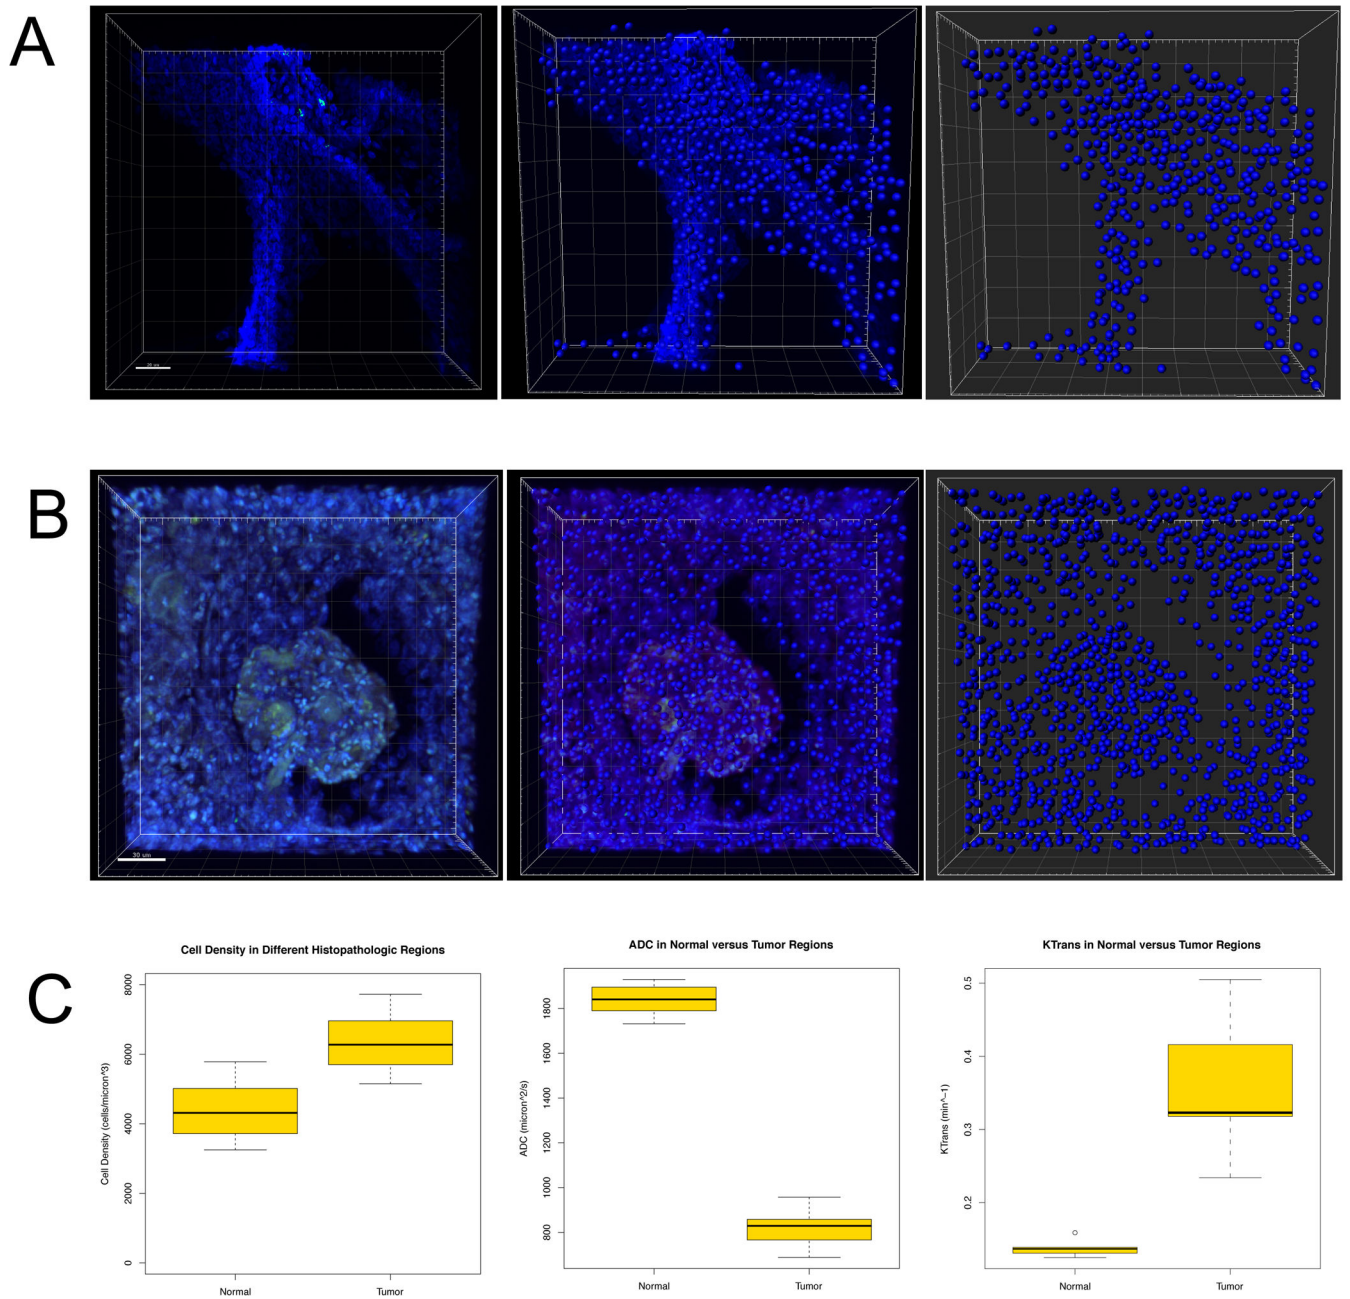 A
20 um
B
30 um
C
Cell Density in Different Histopathologic Regions
Cell Density (cells/micron^3)
8000
6000
4000
2000
0
Normal
Tumor
ADC in Normal versus Tumor Regions
ADC (micron^2/s)
1800
1600
1400
1200
1000
800
Normal
Tumor
KTrans in Normal versus Tumor Regions
KTrans (min^−1)
0.5
0.4
0.3
0.2
Normal
Tumor